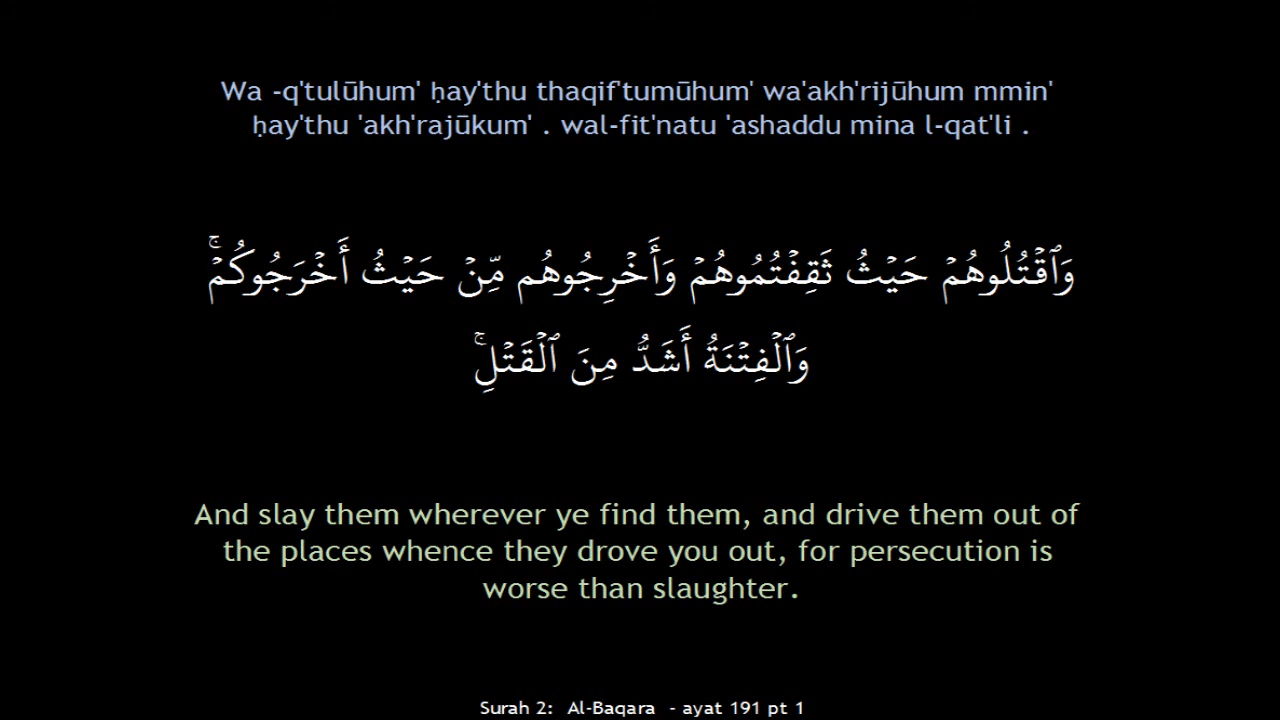 Wa -q'tulūhum' ḥay'thu thaqif'tumūhum' wa'akh'rijūhum mmin'
ḥay'thu 'akh'rajūkum' . wal-fit'natu 'ashaddu mina l-qat'li .
وَٱقۡتُلُوهُمۡ حَيۡثُ ثَقِفۡتُمُوهُمۡ وَأَخۡرِجُوهُم مِّنۡ حَيۡثُ أَخۡرَجُوكُمۡۚ
وَٱلۡفِتۡنَةُ أَشَدُّ مِنَ ٱلۡقَتۡلِۚ
And slay them wherever ye find them, and drive them out of
the places whence they drove you out, for persecution is
worse than slaughter.
Surah 2: Al-Baqara - ayat 191 pt 1